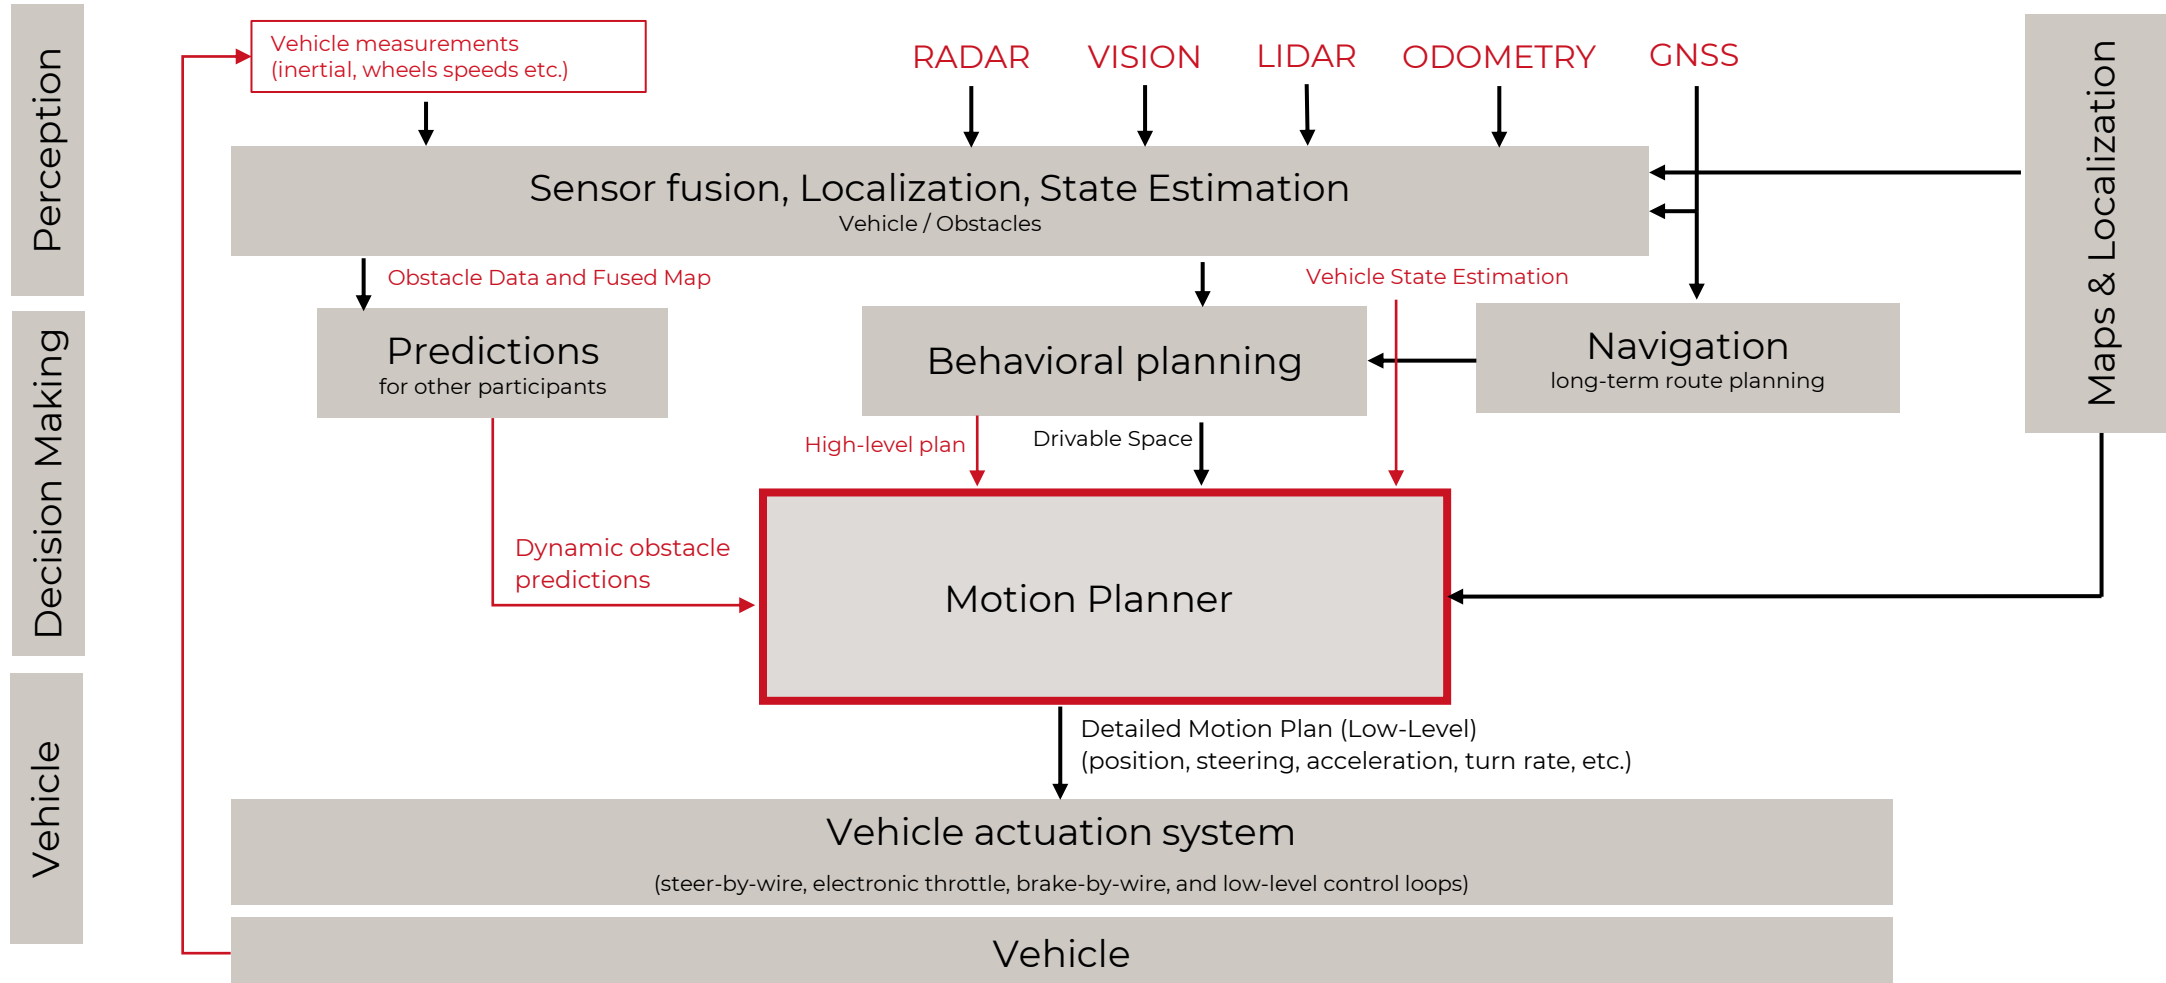 Perception
Vehicle measurements
(inertial, wheels speeds etc.)
RADAR
VISION
LIDAR
ODOMETRY
GNSS
Maps & Localization
Sensor fusion, Localization, State Estimation
Vehicle / Obstacles
Obstacle Data and Fused Map
Vehicle State Estimation
Decision Making
Predictions
for other participants
Behavioral planning
Navigation
long-term route planning
High-level plan
Drivable Space
Dynamic obstacle
predictions
Motion Planner
Detailed Motion Plan (Low-Level)
(position, steering, acceleration, turn rate, etc.)
Vehicle
Vehicle actuation system
(steer-by-wire, electronic throttle, brake-by-wire, and low-level control loops)
Vehicle